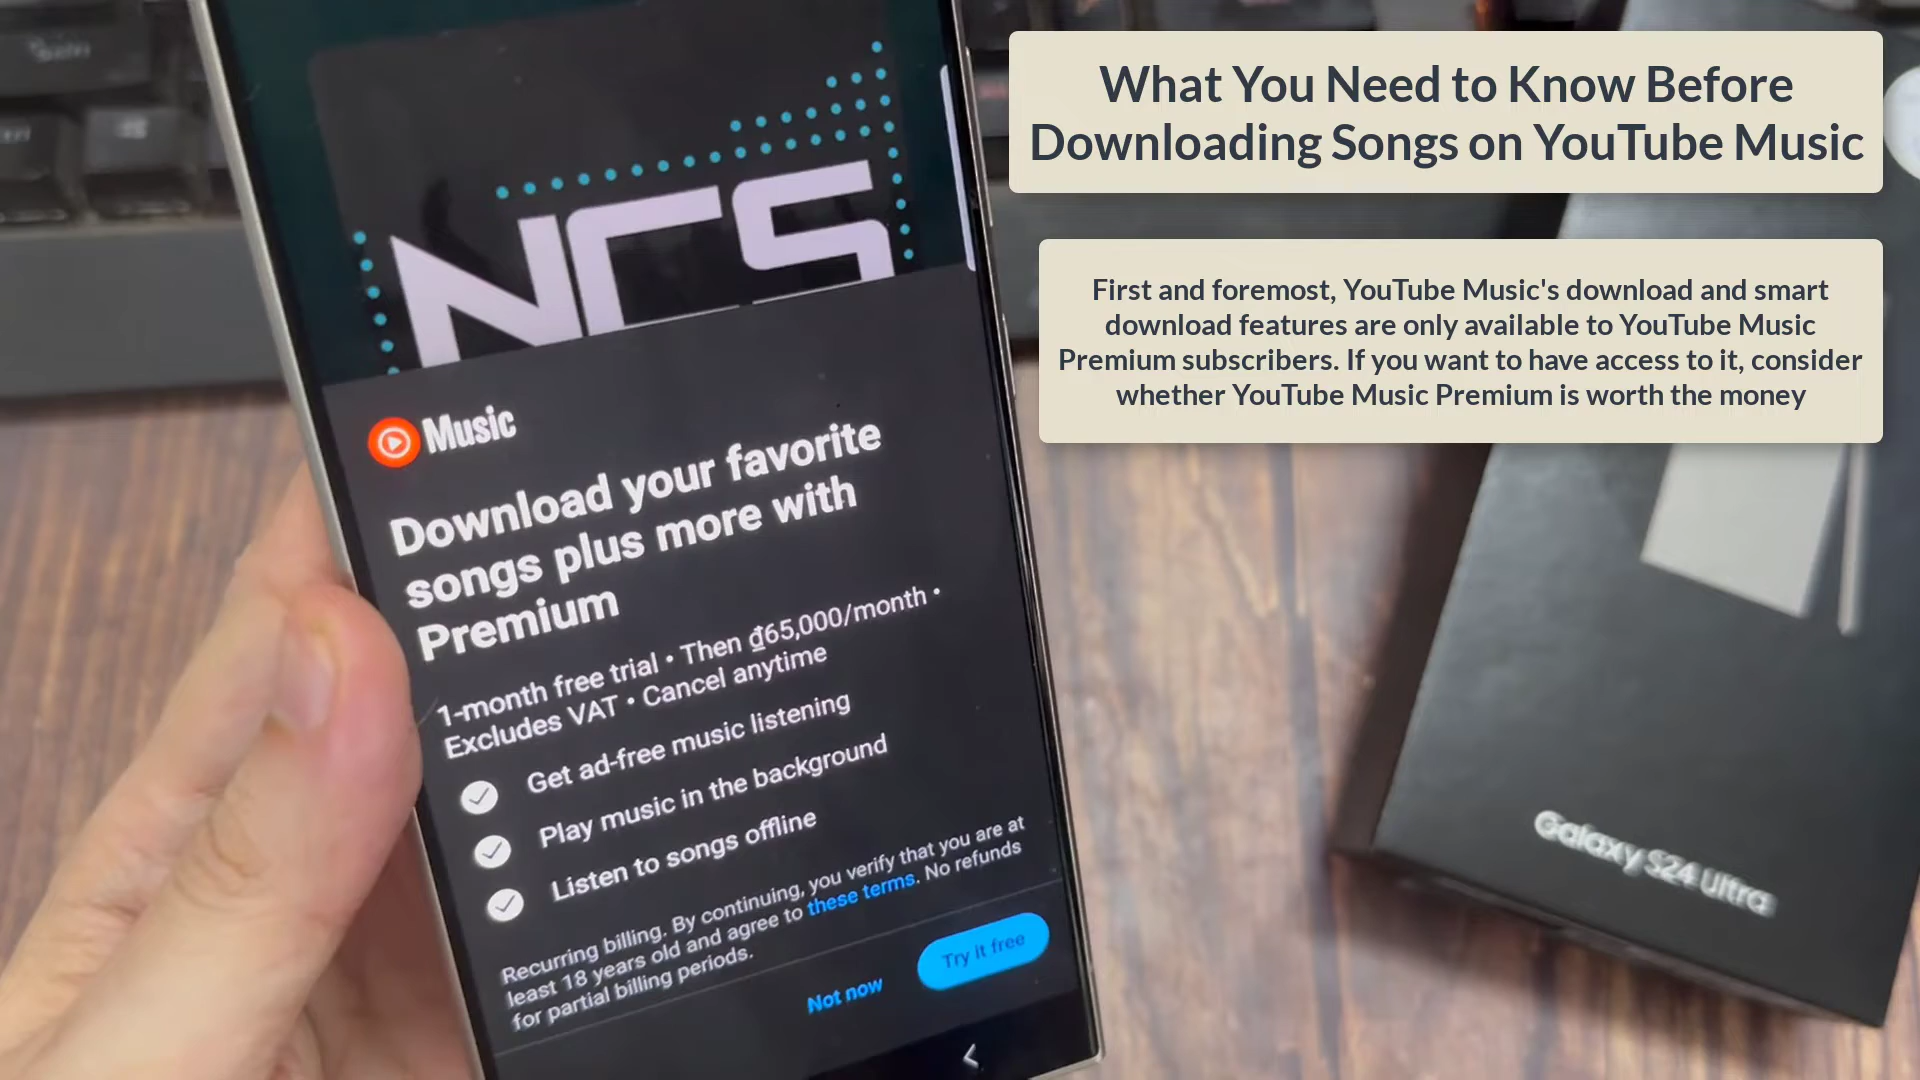 What You Need to Know Before
Downloading Songs on YouTube Music
First and foremost, YouTube Music's download and smart
download features are only available to YouTube Music
Premium subscribers. If you want to have access to it, consider
whether YouTube Music Premium is worth the money
NCS
Music
Download your favorite
songs plus more with
Premium
1-month free trial • Then ₫65,000/month •
Excludes VAT • Cancel anytime
Get ad-free music listening
Play music in the background
Listen to songs offline
Recurring billing. By continuing, you verify that you are at
least 18 years old and agree to these terms. No refunds
for partial billing periods.
Not now
Try it free
Galaxy S24 Ultra